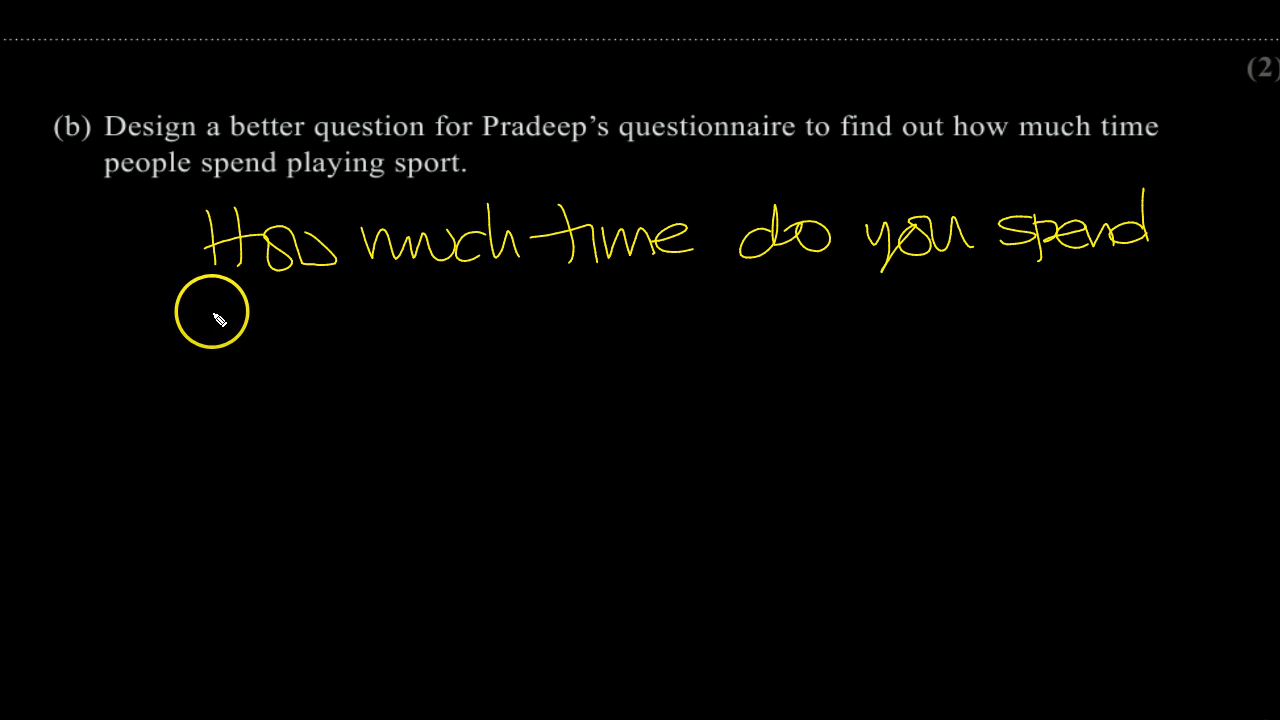 (2)
(b) Design a better question for Pradeep's questionnaire to find out how much time
people spend playing sport.
How much time do you spend